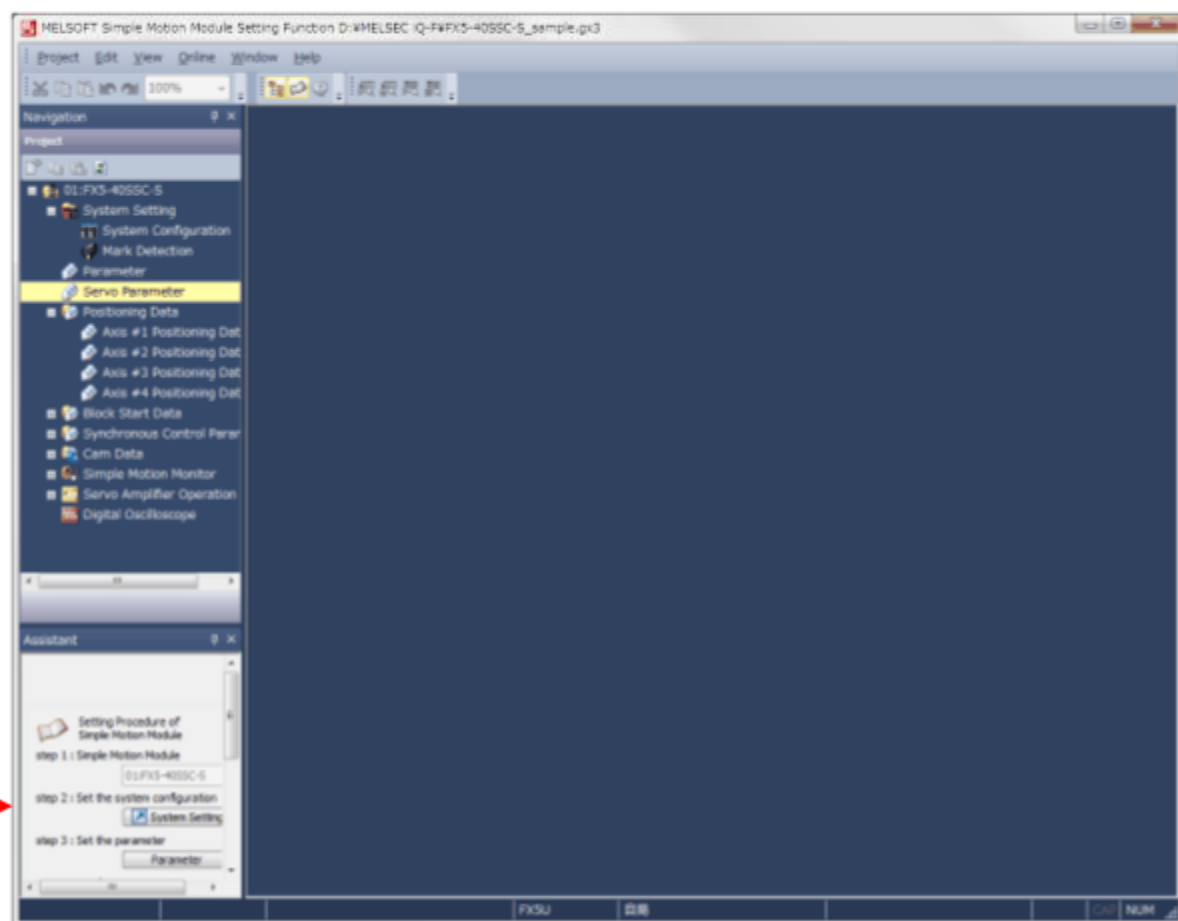 MELSOFT Simple Motion Module Setting Function D:¥MELSEC iQ-F¥FX5-40SSC-S_sample.gx3
Project Edit View Online Window Help
100%
Navigation
Project
01:FX5-40SSC-S
System Setting
System Configuration
Mark Detection
Parameter
Servo Parameter
Positioning Data
Axis #1 Positioning Dat
Axis #2 Positioning Dat
Axis #3 Positioning Dat
Axis #4 Positioning Dat
Block Start Data
Synchronous Control Parar
Cam Data
Simple Motion Monitor
Servo Amplifier Operation
Digital Oscilloscope
Assistant
Setting Procedure of
Simple Motion Module
step 1 : Simple Motion Module
01:FX5-40SSC-S
step 2 : Set the system configuration
System Setting
step 3 : Set the parameter
Parameter
FX5U 自局 CAP NUM